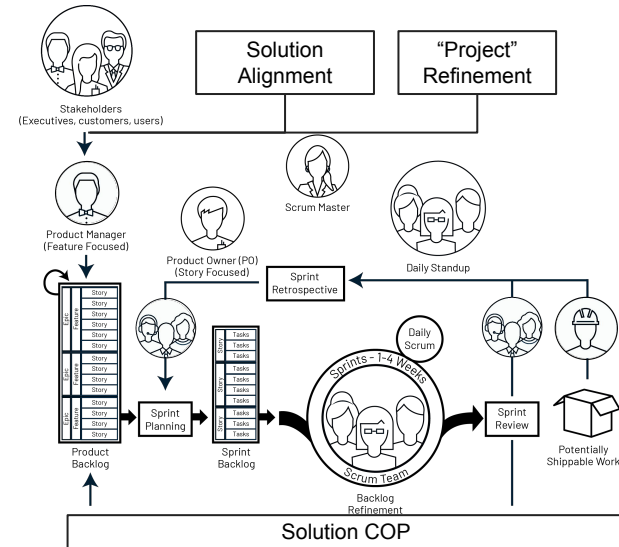 Solution
Alignment
“Project”
Refinement
Stakeholders
(Executives, customers, users)
Scrum Master
Product Manager
(Feature Focused)
Product Owner (PO)
(Story Focused)
Daily Standup
Sprint
Retrospective
Daily
Scrum
Sprints - 1-4 Weeks
Scrum Team
Epic
Feature
Story
Story
Story
Story
Story
Story
Epic
Feature
Story
Story
Story
Story
Epic
Feature
Story
Story
Story
Story
Product
Backlog
Sprint
Planning
Story
Tasks
Tasks
Tasks
Story
Tasks
Tasks
Tasks
Story
Tasks
Tasks
Tasks
Sprint
Backlog
Backlog
Refinement
Sprint
Review
Potentially
Shippable Work
Solution COP